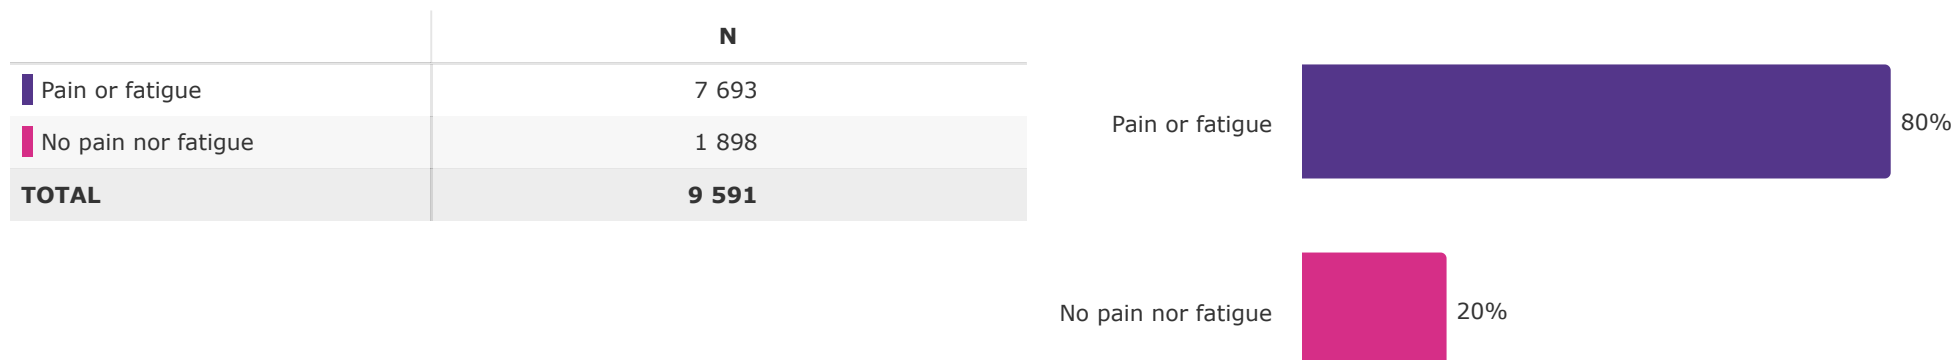 N
Pain or fatigue 7 693
No pain nor fatigue 1 898
TOTAL 9 591
Pain or fatigue 80%
No pain nor fatigue 20%